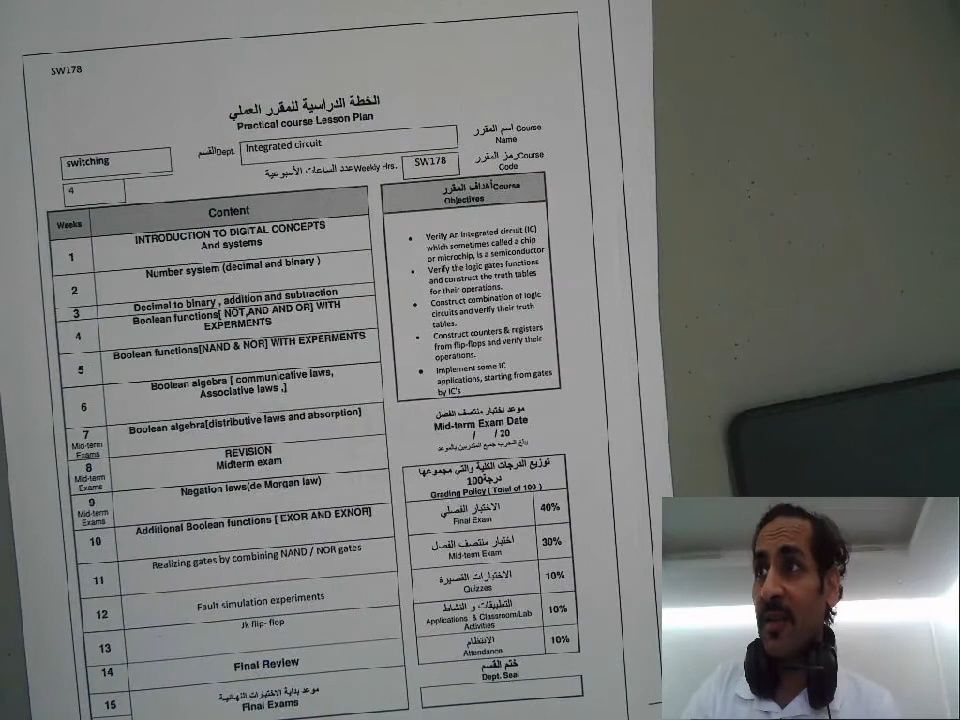 SW178
الخطة الدراسية للمقرر العملي
Practical course Lesson Plan
switching
القسم Dept.
Integrated circuit
اسم المقرر Course
Name
4
عدد الساعات الأسبوعية Weekly Hrs.
SW178
رمز المقرر Course
Code
Weeks
Content
1
INTRODUCTION TO DIGITAL CONCEPTS
And systems
2
Number system (decimal and binary )
3
Decimal to binary , addition and subtraction
4
Boolean functions[ NOT,AND AND OR) WITH
EXPERMENTS
5
Boolean functions[NAND & NOR] WITH EXPERMENTS
6
Boolean algebra [ communicative laws,
Associative laws ,]
7
Mid-term
Exams
Boolean algebra[distributive laws and absorption]
8
Mid-term
Exams
REVISION
Midterm exam
9
Mid-term
Exams
Negation laws(de Morgan law)
10
Additional Boolean functions [ EXOR AND EXNOR]
11
Realizing gates by combining NAND / NOR gates
12
Fault simulation experiments
13
Jk flip- flop
14
Final Review
15
موعد بداية الاختبارات النهائية
Final Exams
أهداف المقرر Course
Objectives
• Verify An Integrated circuit (IC)
which sometimes called a chip
or microchip, is a semiconductor
• Verify the logic gates functions
and construct the truth tables
for their operations.
• Construct combination of logic
circuits and verify their truth
tables.
• Construct counters & registers
from flip-flops and verify their
operations.
• Implement some IC
applications, starting from gates
by IC's
موعد اختبار منتصف الفصل
Mid-term Exam Date
/ / 20
توزيع الدرجات الكلية والتي مجموعها
100درجة
Grading Policy ( Total of 100 )
الاختبار الفصلي
Final Exam
40%
اختبار منتصف الفصل
Mid-term Exam
30%
الاختبارات القصيرة
Quizzes
10%
التطبيقات و النشاط
Applications & Classroom/Lab
Activities
10%
الانتظام
Attendance
10%
ختم القسم
Dept. Seal